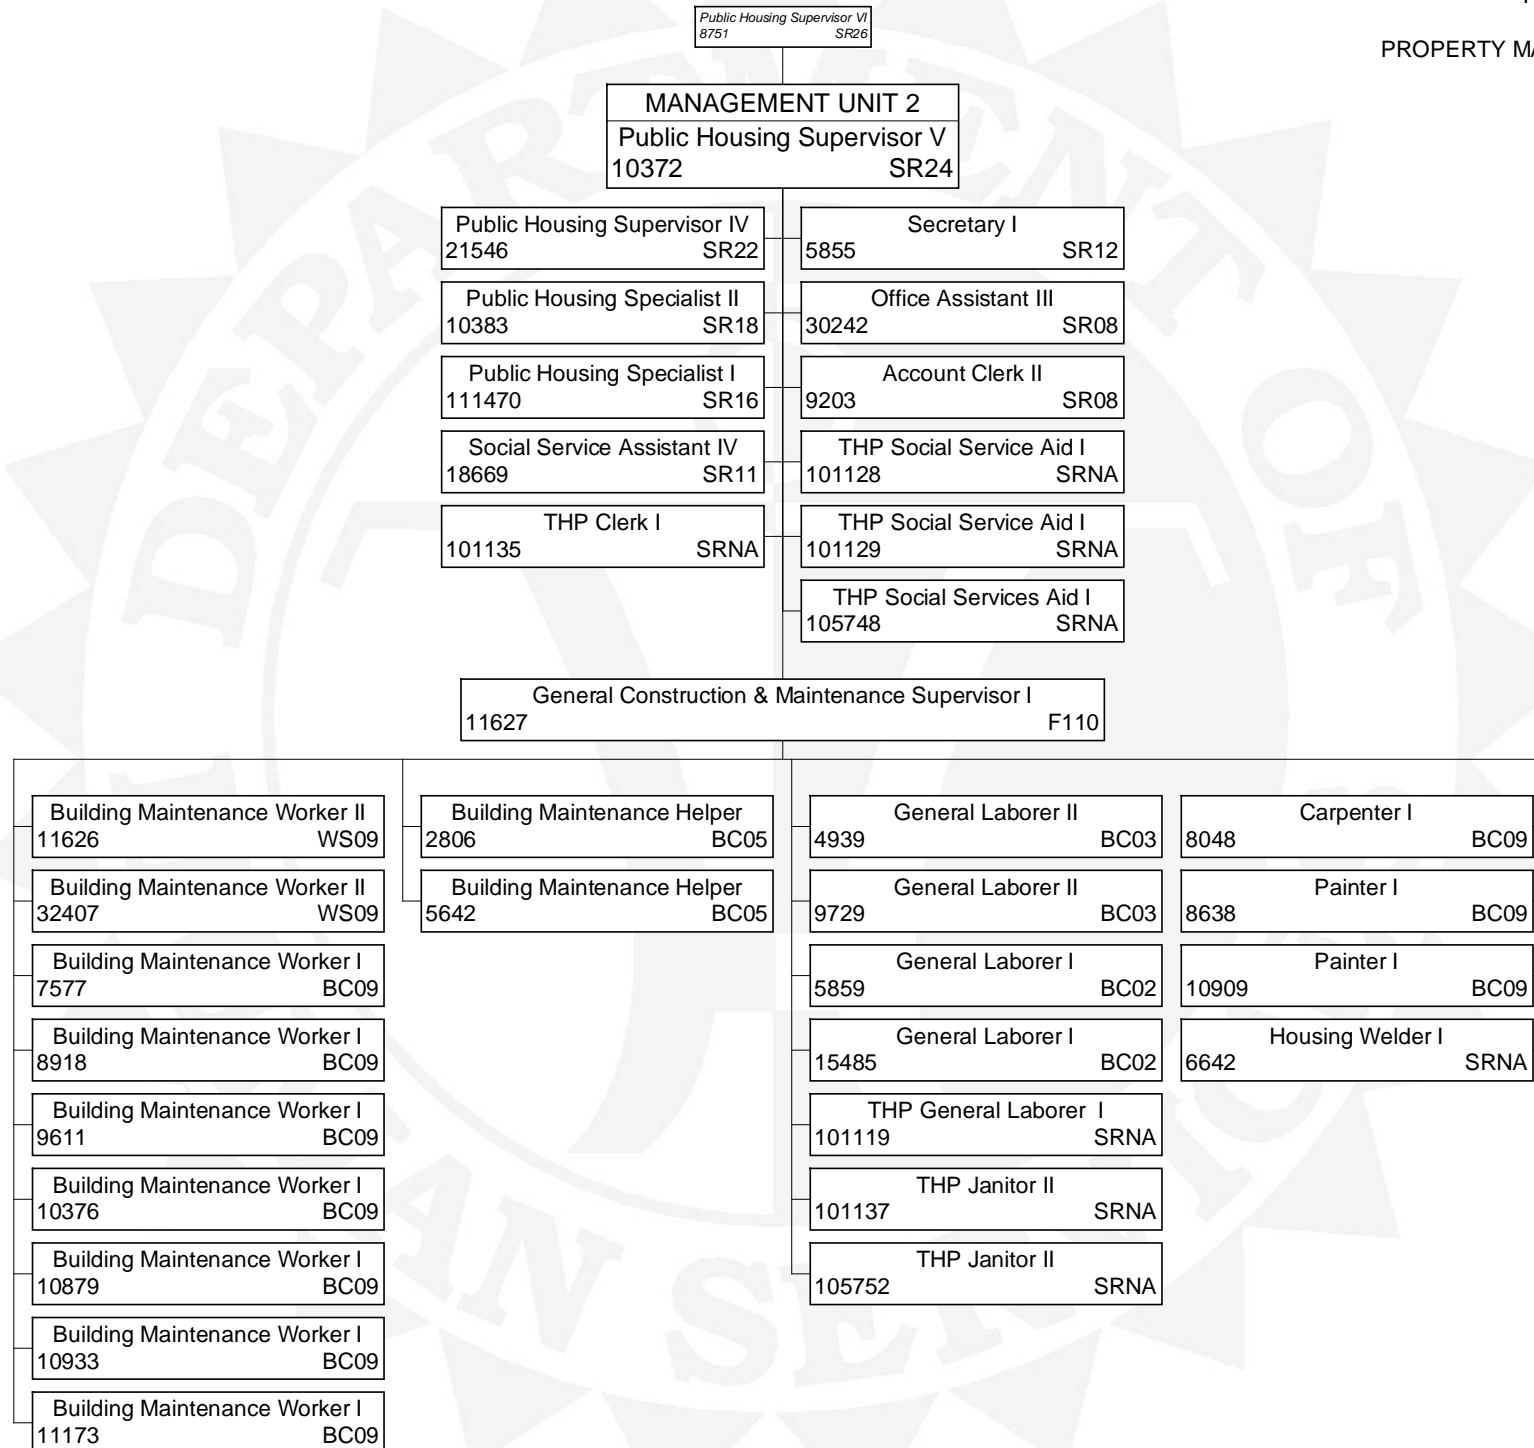 Public Housing Supervisor VI
8751 SR26
PROPERTY MA
MANAGEMENT UNIT 2
Public Housing Supervisor V
10372 SR24
Public Housing Supervisor IV
21546 SR22
Secretary I
5855 SR12
Public Housing Specialist II
10383 SR18
Office Assistant III
30242 SR08
Public Housing Specialist I
111470 SR16
Account Clerk II
9203 SR08
Social Service Assistant IV
18669 SR11
THP Social Service Aid I
101128 SRNA
THP Clerk I
101135 SRNA
THP Social Service Aid I
101129 SRNA
THP Social Services Aid I
105748 SRNA
General Construction & Maintenance Supervisor I
11627 F110
Building Maintenance Worker II
11626 WS09
Building Maintenance Worker II
32407 WS09
Building Maintenance Worker I
7577 BC09
Building Maintenance Worker I
8918 BC09
Building Maintenance Worker I
9611 BC09
Building Maintenance Worker I
10376 BC09
Building Maintenance Worker I
10879 BC09
Building Maintenance Worker I
10933 BC09
Building Maintenance Worker I
11173 BC09
Building Maintenance Helper
2806 BC05
Building Maintenance Helper
5642 BC05
General Laborer II
4939 BC03
General Laborer II
9729 BC03
General Laborer I
5859 BC02
General Laborer I
15485 BC02
THP General Laborer I
101119 SRNA
THP Janitor II
101137 SRNA
THP Janitor II
105752 SRNA
Carpenter I
8048 BC09
Painter I
8638 BC09
Painter I
10909 BC09
Housing Welder I
6642 SRNA
DEPARTMENT OF